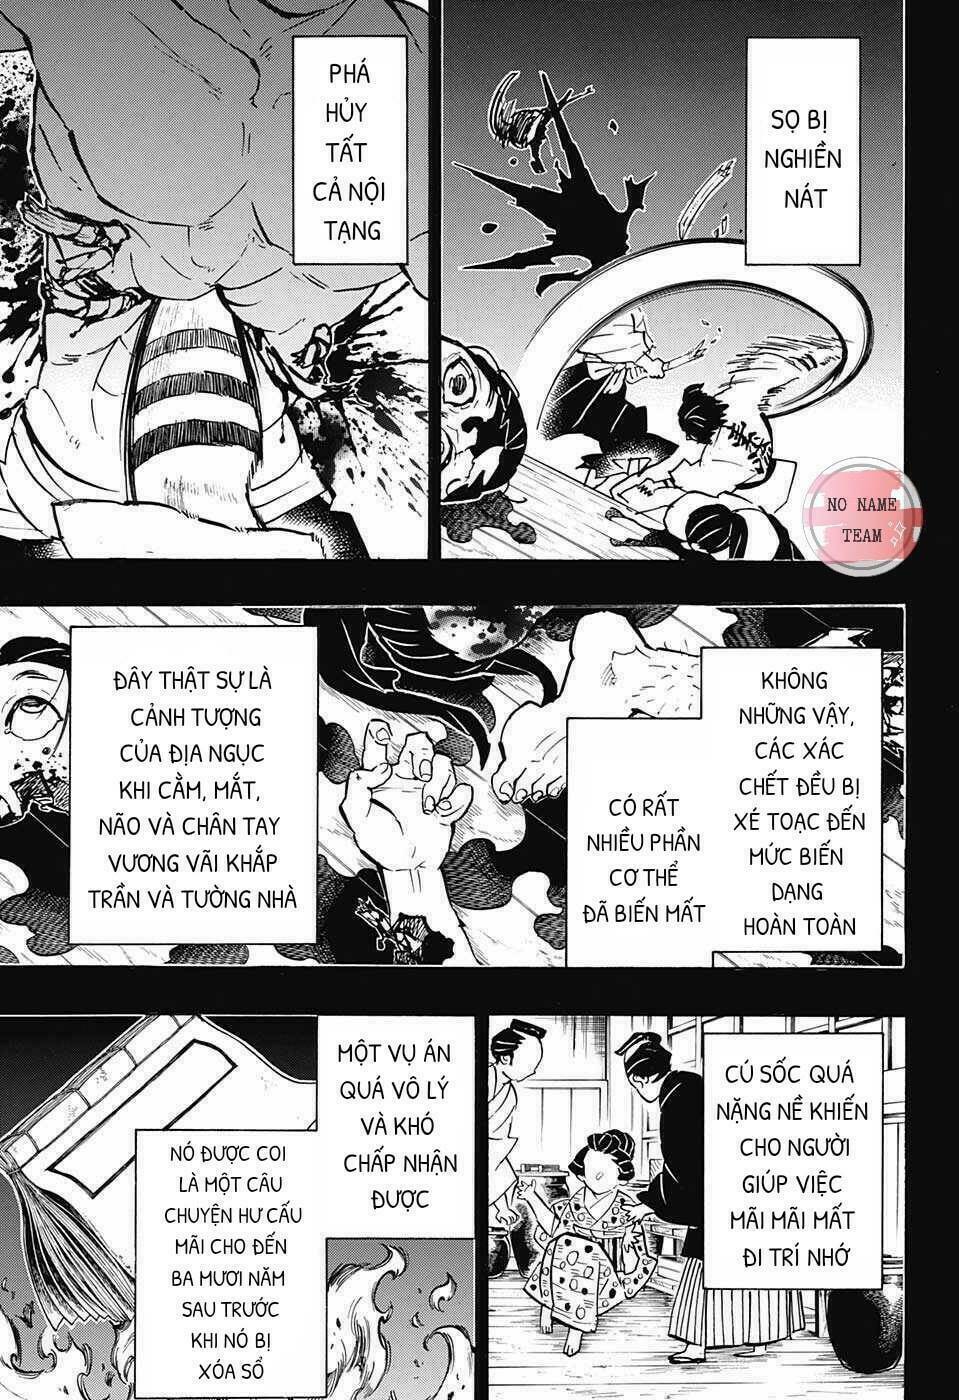 SỌ BỊ
NGHIỀN
NÁT
PHÁ
HỦY
TẤT
CẢ NỘI
TẠNG
NO NAME
TEAM
KHÔNG
NHỮNG VẬY,
CÁC XÁC
CHẾT ĐỀU BỊ
XÉ TOẠC ĐẾN
MỨC BIẾN
DẠNG
HOÀN TOÀN
CÓ RẤT
NHIỀU PHẦN
CƠ THỂ
ĐÃ BIẾN MẤT
ĐÂY THẬT SỰ LÀ
CẢNH TƯỢNG
CỦA ĐỊA NGỤC
KHI CẰM, MẮT,
NÃO VÀ CHÂN TAY
VƯƠNG VÃI KHẮP
TRẦN VÀ TƯỜNG NHÀ
CÚ SỐC QUÁ
NẶNG NỀ KHIẾN
CHO NGƯỜI
GIÚP VIỆC
MÃI MÃI MẤT
ĐI TRÍ NHỚ
MỘT VỤ ÁN
QUÁ VÔ LÝ
VÀ KHÓ
CHẤP NHẬN
ĐƯỢC
NÓ ĐƯỢC COI
LÀ MỘT CÂU
CHUYỆN HƯ CẤU
MÃI CHO ĐẾN
BA MƯƠI NĂM
SAU TRƯỚC
KHI NÓ BỊ
XÓA SỔ